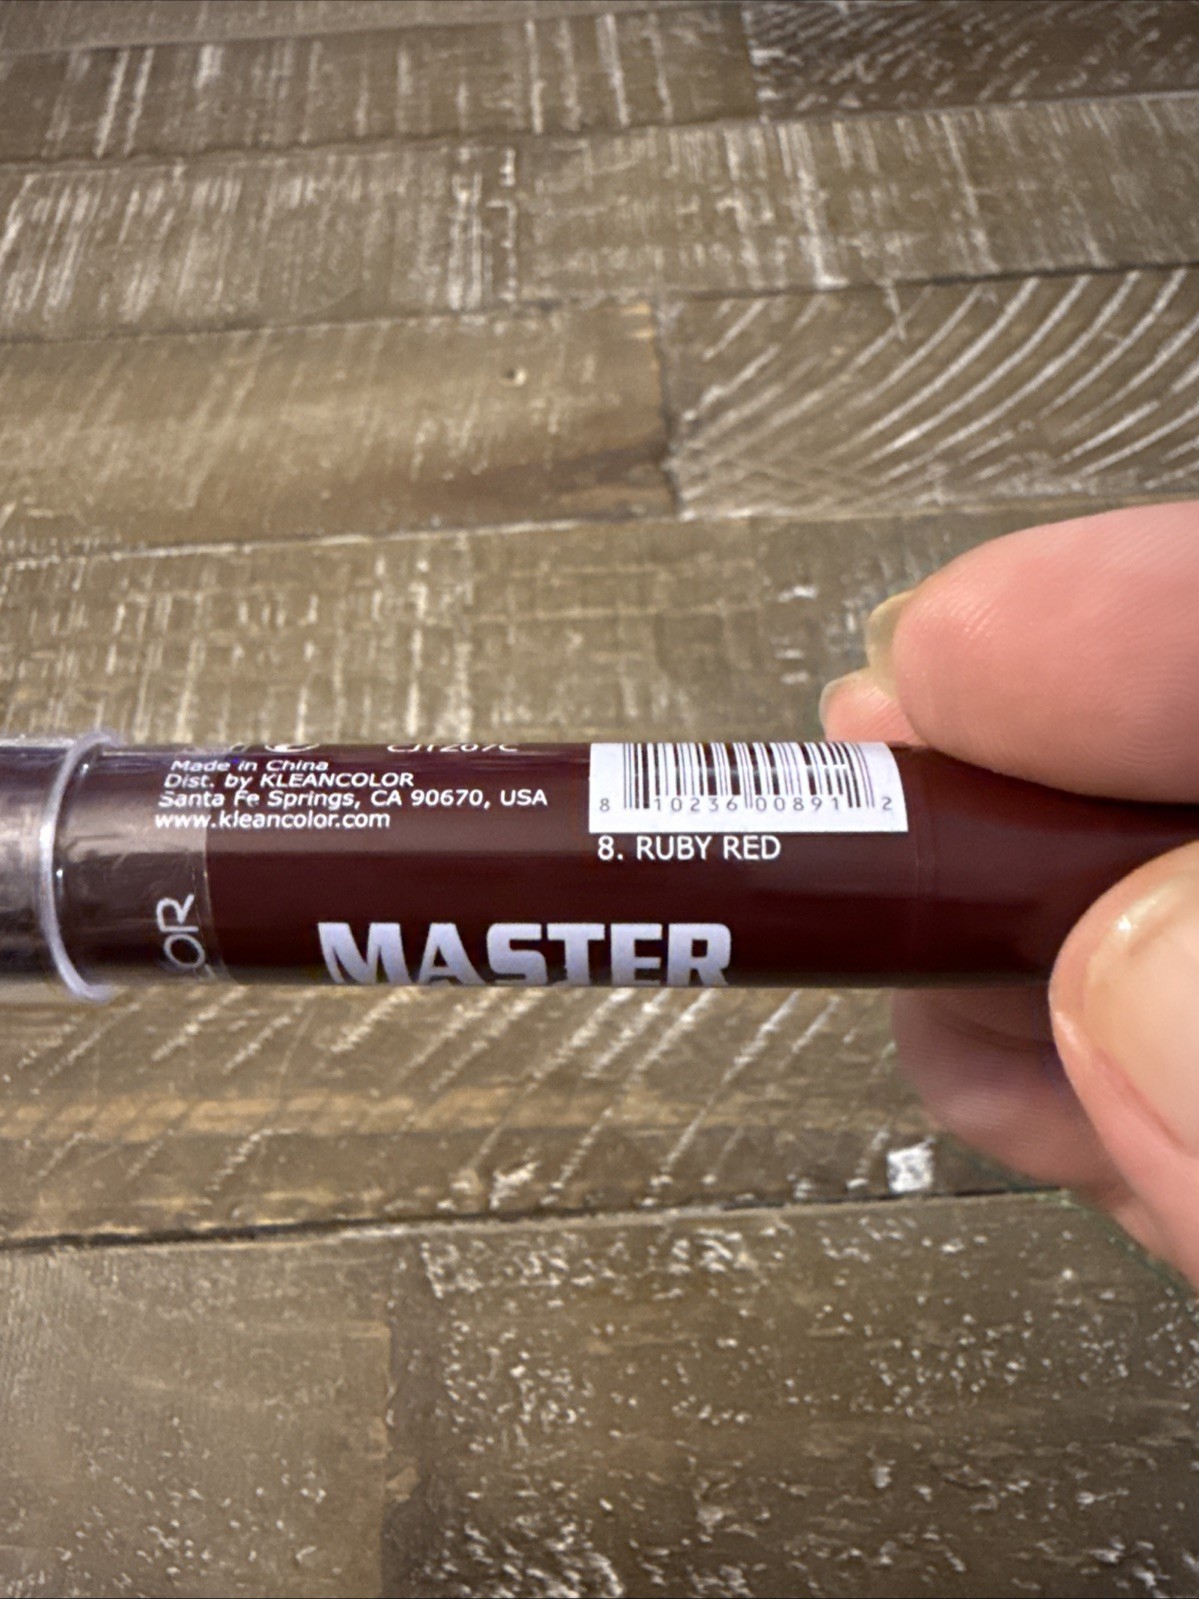 Made in China
Dist. by KLEANCOLOR
Santa Fe Springs, CA 90670, USA
www.kleancolor.com
8 10236 00891 2
8. RUBY RED
MASTER